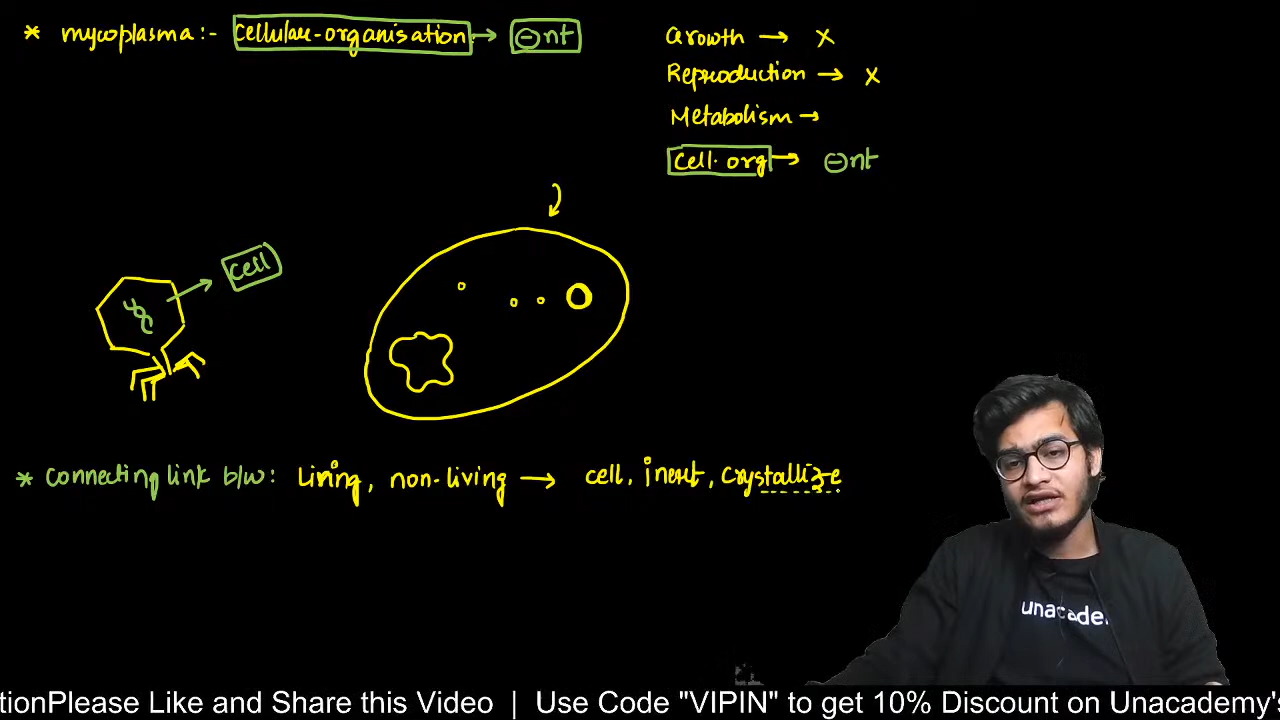 * mycoplasma:- cellular-organisation → ⊖nt
Growth → x
Reproduction → x
Metabolism →
Cell. org → ⊖nt
cell
* Connecting link b/w: Living, non-living → cell, inert, crystallize
unacade
tionPlease Like and Share this Video | Use Code "VIPIN" to get 10% Discount on Unacademy's